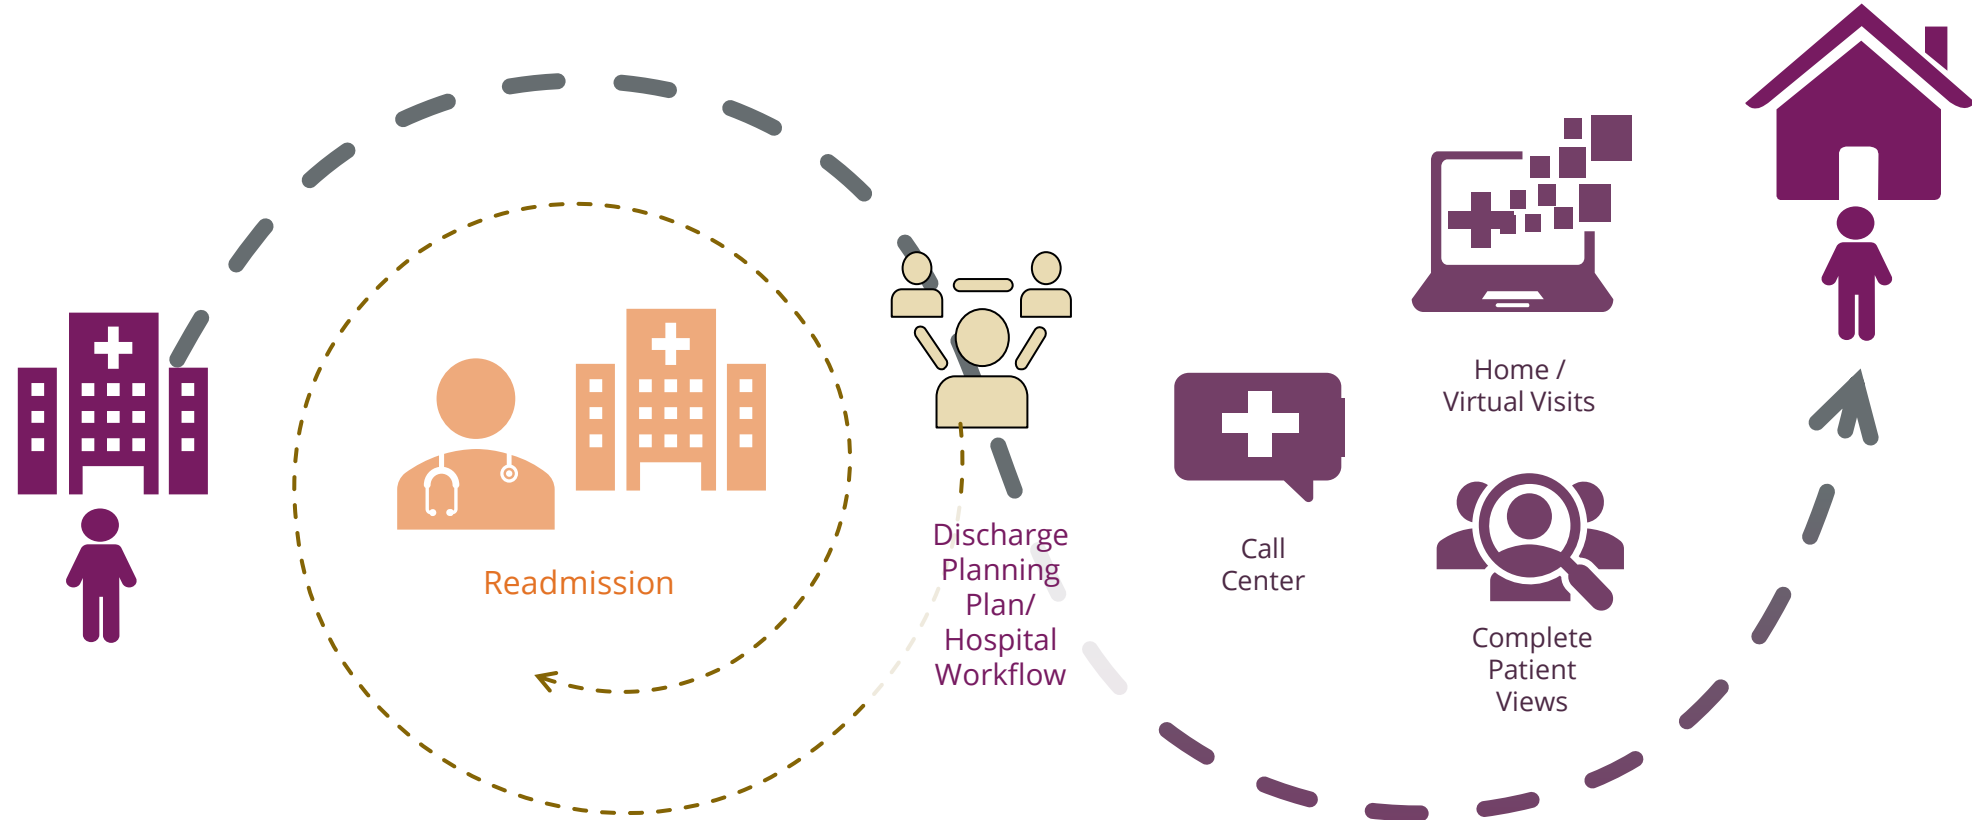 Readmission
Discharge
Planning
Plan/
Hospital
Workflow
Call
Center
Home /
Virtual Visits
Complete
Patient
Views